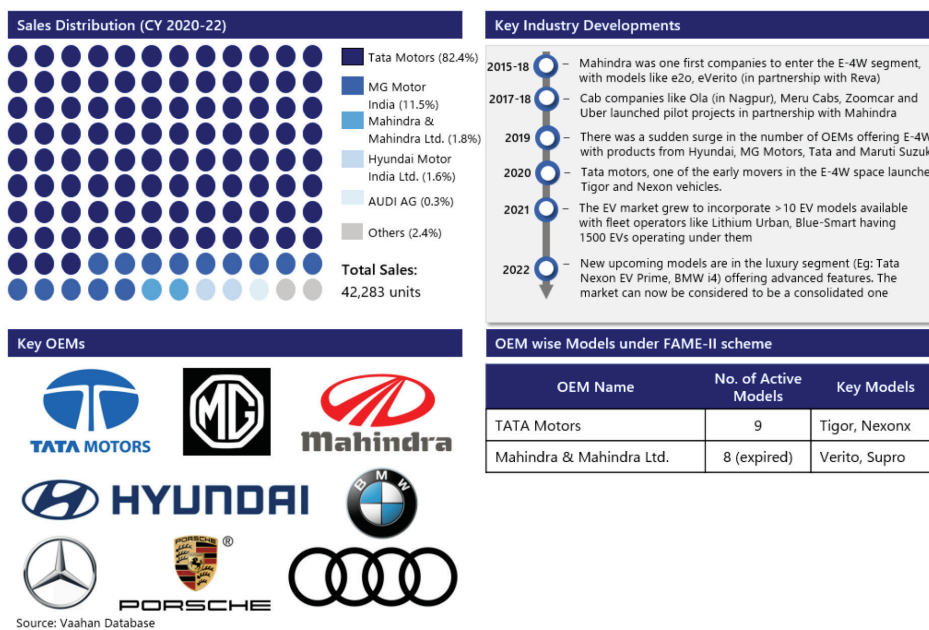 Sales Distribution (CY 2020-22)
Tata Motors (82.4%)
MG Motor
India (11.5%)
Mahindra &
Mahindra Ltd. (1.8%)
Hyundai Motor
India Ltd. (1.6%)
AUDI AG (0.3%)
Others (2.4%)
Total Sales:
42,283 units
Key Industry Developments
2015-18 – Mahindra was one first companies to enter the E-4W segment,
with models like e2o, eVerito (in partnership with Reva)
2017-18 – Cab companies like Ola (in Nagpur), Meru Cabs, Zoomcar and
Uber launched pilot projects in partnership with Mahindra
2019 – There was a sudden surge in the number of OEMs offering E-4W
with products from Hyundai, MG Motors, Tata and Maruti Suzuk
2020 – Tata motors, one of the early movers in the E-4W space launche
Tigor and Nexon vehicles.
2021 – The EV market grew to incorporate >10 EV models available
with fleet operators like Lithium Urban, Blue-Smart having
1500 EVs operating under them
2022 – New upcoming models are in the luxury segment (Eg: Tata
Nexon EV Prime, BMW i4) offering advanced features. The
market can now be considered to be a consolidated one
Key OEMs
TATA MOTORS
MG
Mahindra
HYUNDAI
BMW
PORSCHE
®
PORSCHE
Source: Vaahan Database
OEM wise Models under FAME-II scheme
OEM Name No. of Active Models Key Models
TATA Motors 9 Tigor, Nexonx
Mahindra & Mahindra Ltd. 8 (expired) Verito, Supro